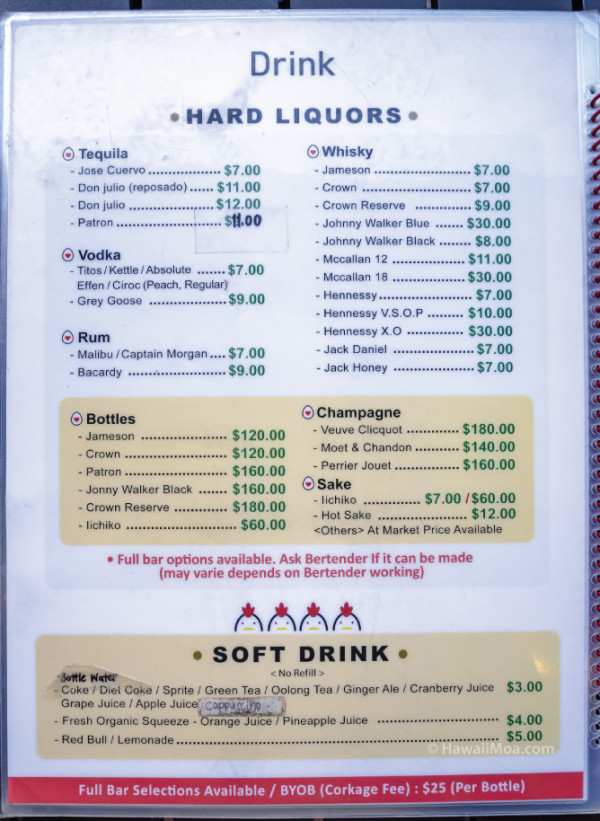 Drink
• HARD LIQUORS •
Tequila
- Jose Cuervo ................... $7.00
- Don julio (reposado) ...... $11.00
- Don julio ..................... $12.00
- Patron ........................ $11.00
Vodka
- Titos / Kettle / Absolute ....... $7.00
Effen / Ciroc (Peach, Regular)
- Grey Goose .................... $9.00
Rum
- Malibu / Captain Morgan .... $7.00
- Bacardy ........................ $9.00
Whisky
- Jameson ........................ $7.00
- Crown .......................... $7.00
- Crown Reserve ............... $9.00
- Johnny Walker Blue ...... $30.00
- Johnny Walker Black ...... $8.00
- Mccallan 12 .................. $11.00
- Mccallan 18 .................. $30.00
- Hennessy ...................... $7.00
- Hennessy V.S.O.P ......... $10.00
- Hennessy X.O ............... $30.00
- Jack Daniel .................. $7.00
- Jack Honey .................. $7.00
Bottles
- Jameson ..................... $120.00
- Crown ........................ $120.00
- Patron ........................ $160.00
- Jonny Walker Black ....... $160.00
- Crown Reserve ............ $180.00
- Iichiko ........................ $60.00
Champagne
- Veuve Clicquot ............ $180.00
- Moet & Chandon ........... $140.00
- Perrier Jouet ............... $160.00
Sake
- Iichiko ............... $7.00 / $60.00
- Hot Sake ..................... $12.00
<Others> At Market Price Available
• Full bar options available. Ask Bertender If it can be made
(may varie depends on Bertender working)
• SOFT DRINK •
< No Refill >
Bottle Water
- Coke / Diet Coke / Sprite / Green Tea / Oolong Tea / Ginger Ale / Cranberry Juice $3.00
Grape Juice / Apple Juice Cappuccino
- Fresh Organic Squeeze - Orange Juice / Pineapple Juice .............................. $4.00
- Red Bull / Lemonade ............................................................ $5.00
© HawaiiMoa.com
Full Bar Selections Available / BYOB (Corkage Fee) : $25 (Per Bottle)